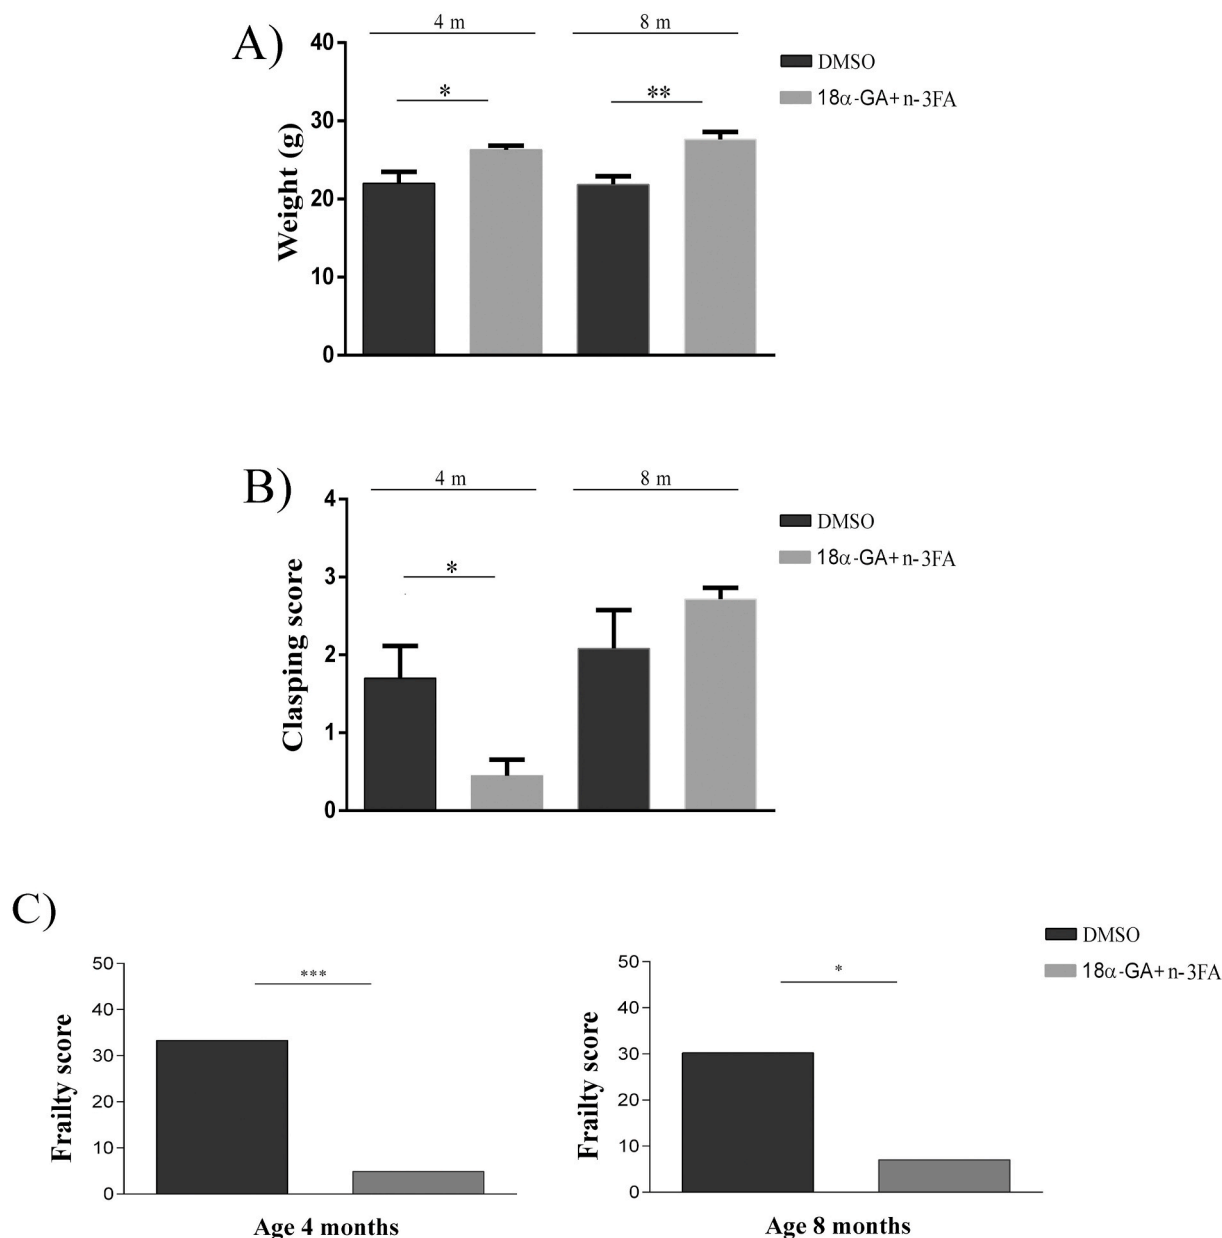 A)
4 m
8 m
DMSO
18α-GA+n-3FA
*
**
Weight (g)
40
30
20
10
0
B)
4 m
8 m
DMSO
18α-GA+n-3FA
*
Clasping score
4
3
2
1
0
C)
DMSO
18α-GA+n-3FA
***
Frailty score
50
40
30
20
10
0
Age 4 months
*
Frailty score
50
40
30
20
10
0
Age 8 months